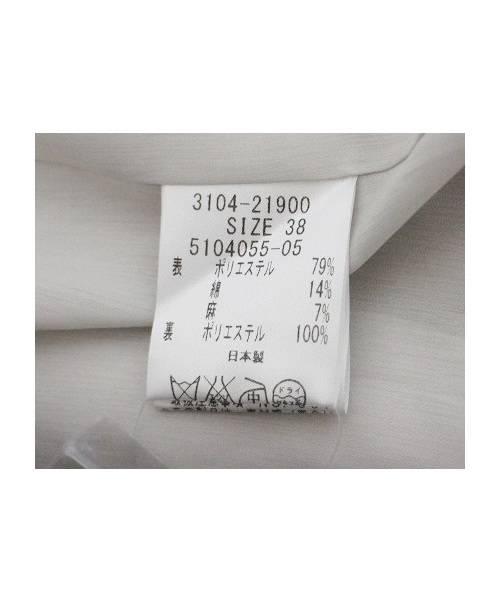 3104-21900
SIZE 38
5104055-05
表 ポリエステル 79%
綿 14%
麻 7%
裏 ポリエステル 100%
日本製
中 ドライ